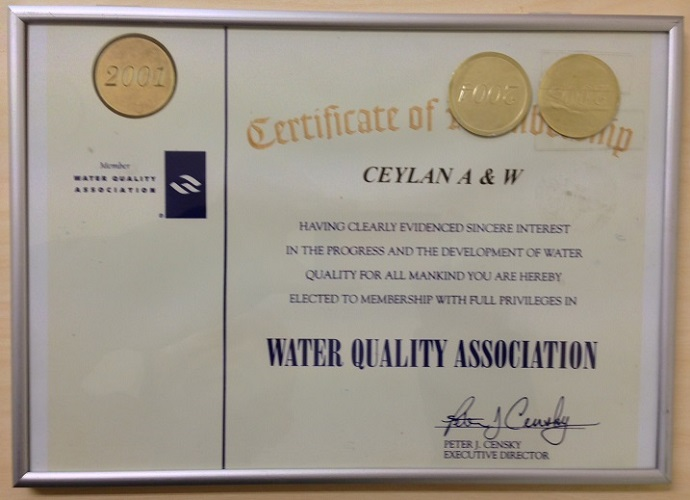 2001
Member
WATER QUALITY
ASSOCIATION
Certificate of
CEYLAN A & W
HAVING CLEARLY EVIDENCED SINCERE INTEREST
IN THE PROGRESS AND THE DEVELOPMENT OF WATER
QUALITY FOR ALL MANKIND YOU ARE HEREBY
ELECTED TO MEMBERSHIP WITH FULL PRIVILEGES IN
WATER QUALITY ASSOCIATION
Peter J Censky
PETER J. CENSKY
EXECUTIVE DIRECTOR